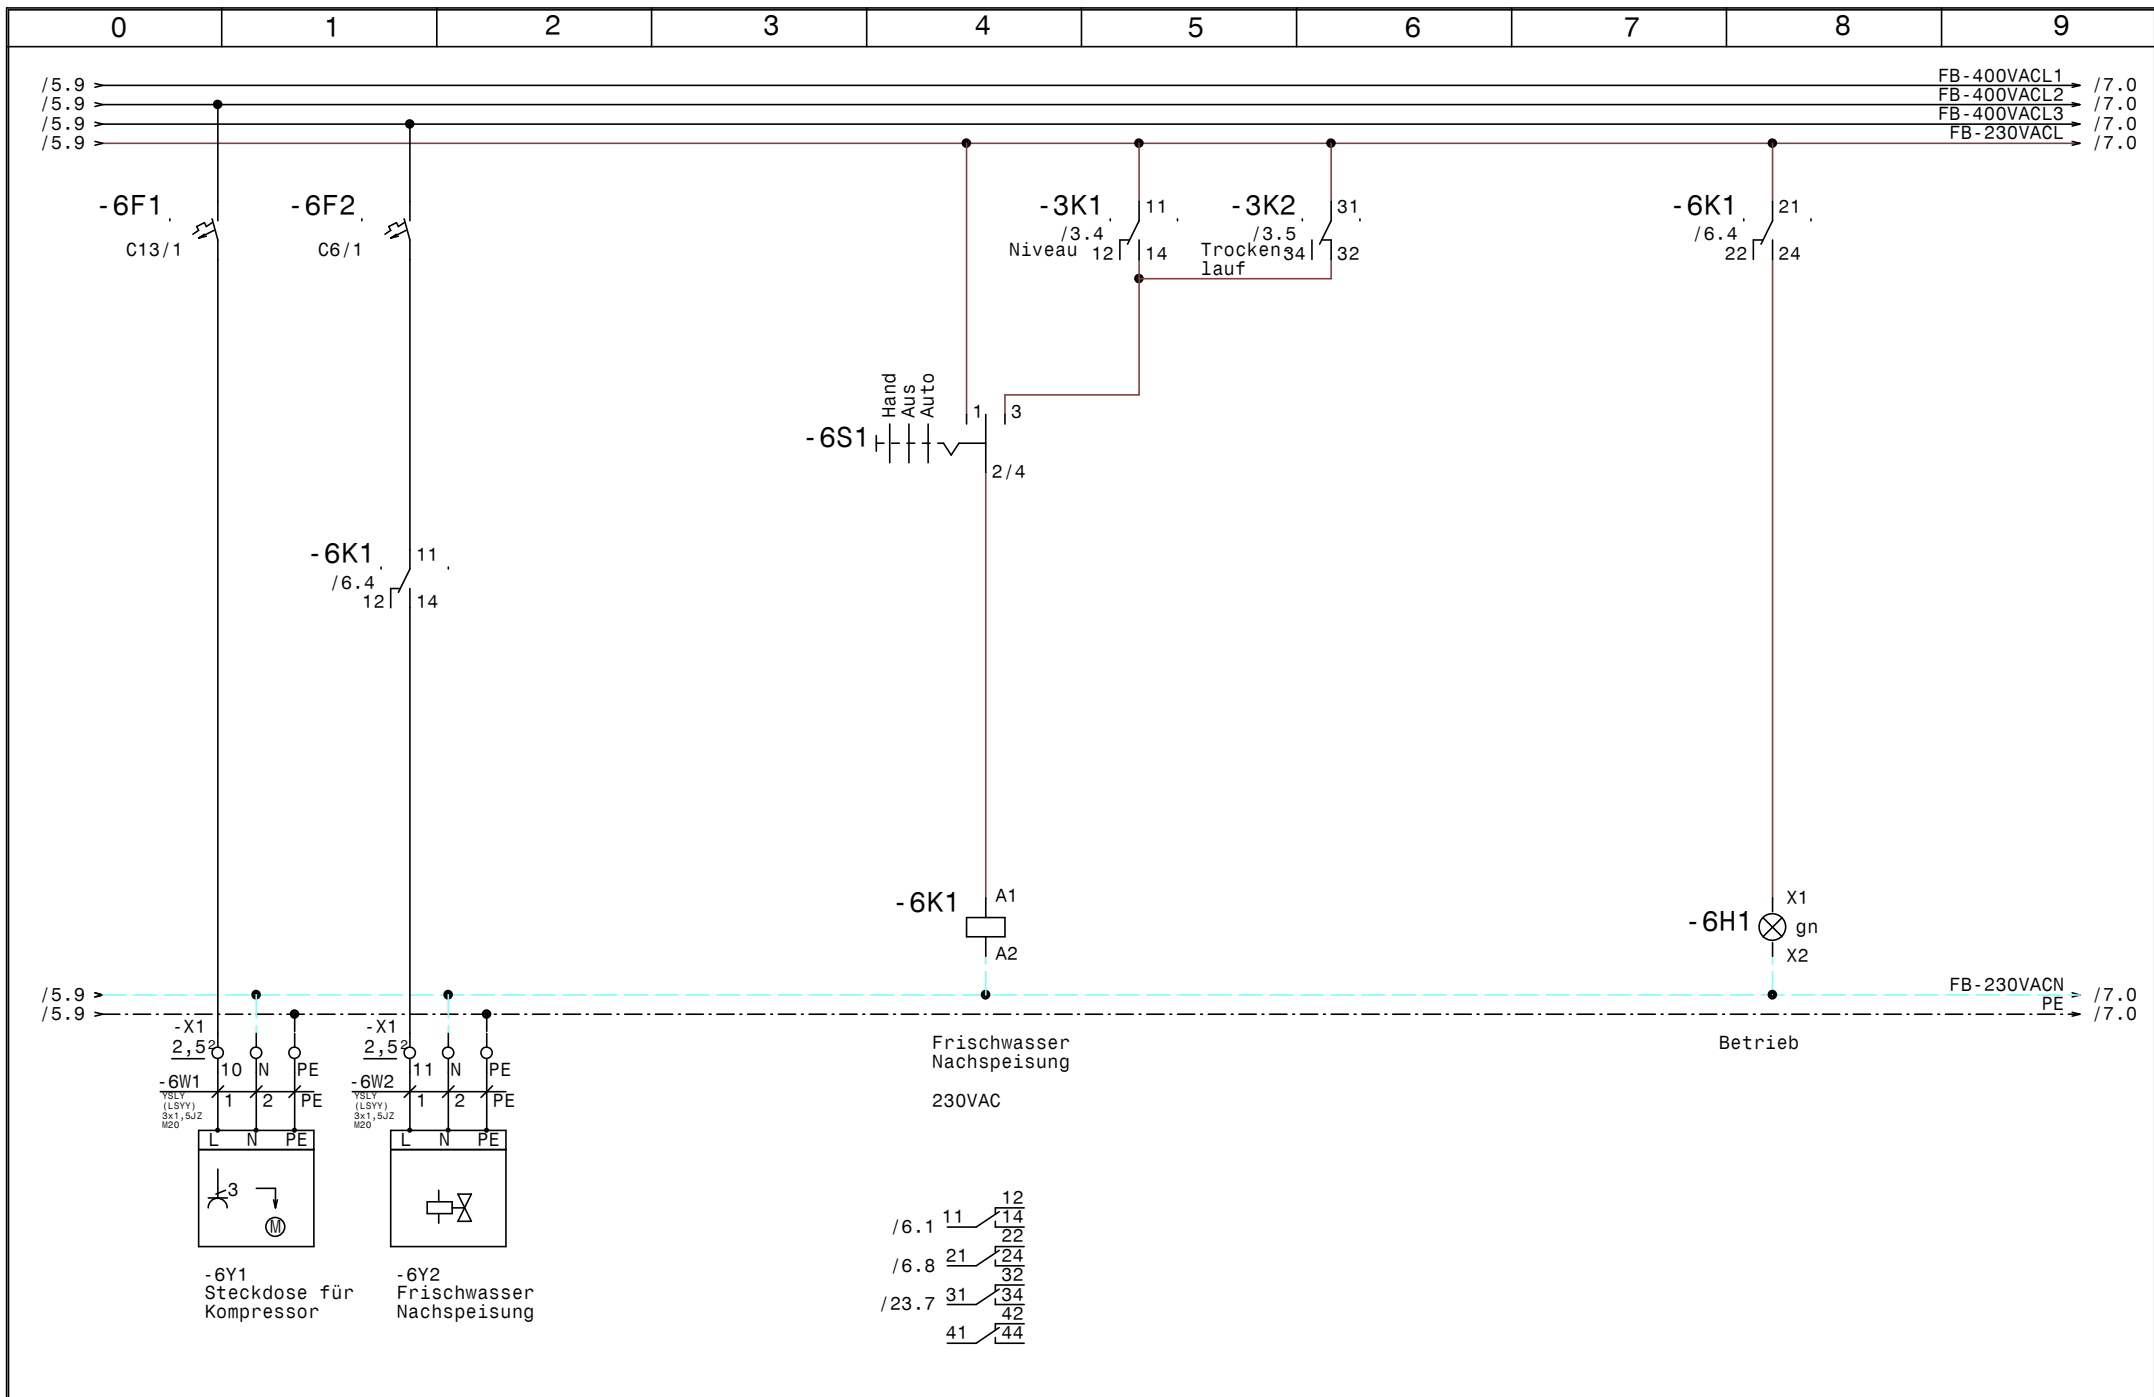 0 1 2 3 4 5 6 7 8 9
/5.9 FB-400VACL1 /7.0
/5.9 FB-400VACL2 /7.0
/5.9 FB-400VACL3 /7.0
/5.9 FB-230VACL /7.0
-6F1
C13/1
-6F2
C6/1
-3K1 11
/3.4
Niveau 12 14
-3K2 31
/3.5
Trocken- 34 32
lauf
-6K1 21
/6.4
22 24
Hand
Aus
Auto
1 3
-6S1
2/4
-6K1 11
/6.4
12 14
-6K1 A1
A2
X1
-6H1 gn
X2
/5.9 FB-230VACN /7.0
/5.9 PE /7.0
-X1
2,5²
10 N PE
-6W1
YSLY
(LSYY)
3x1,5JZ
M20
1 2 PE
L N PE
3
M
-6Y1
Steckdose für
Kompressor
-X1
2,5²
11 N PE
-6W2
YSLY
(LSYY)
3x1,5JZ
M20
1 2 PE
L N PE
-6Y2
Frischwasser
Nachspeisung
Frischwasser
Nachspeisung
230VAC
Betrieb
12
/6.1 11 14
22
/6.8 21 24
32
/23.7 31 34
42
41 44